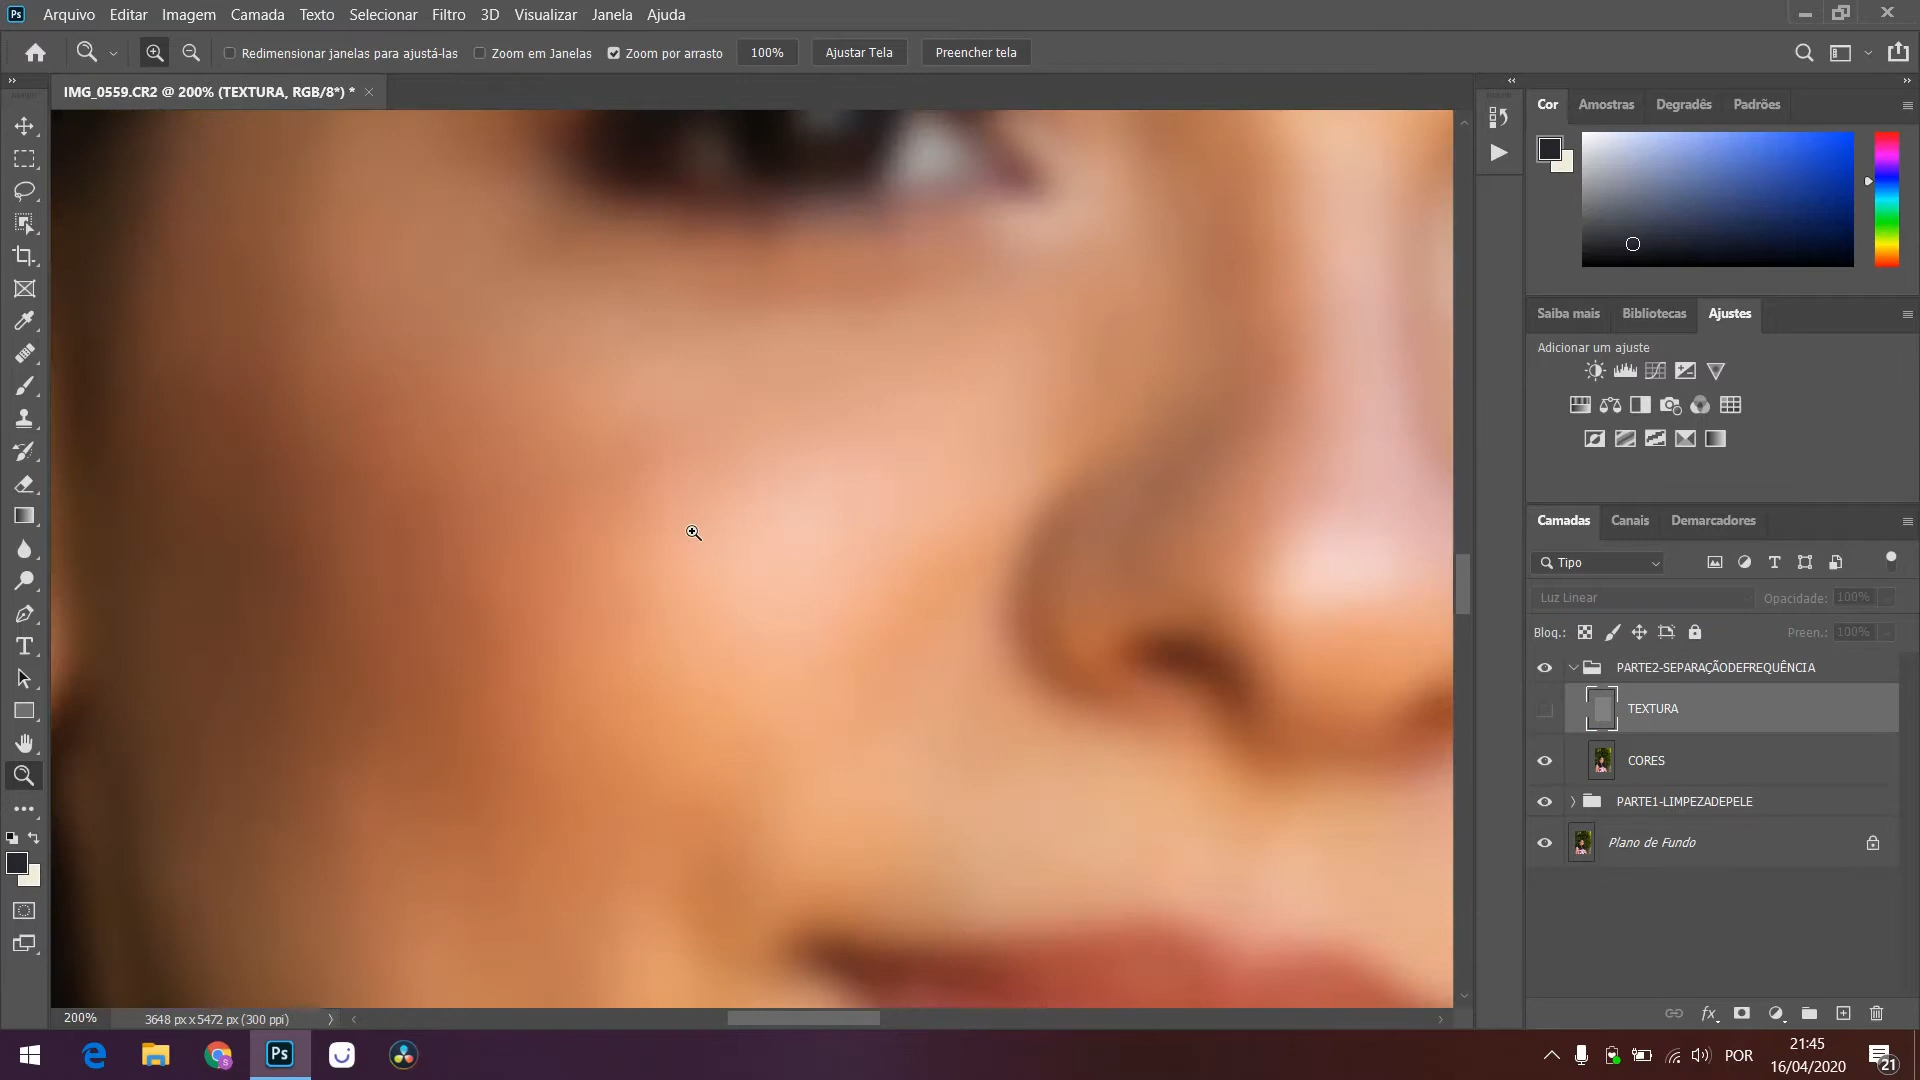 Ps Arquivo Editar Imagem Camada Texto Selecionar Filtro 3D Visualizar Janela Ajuda
Redimensionar janelas para ajustá-las Zoom em Janelas Zoom por arrasto 100% Ajustar Tela Preencher tela
IMG_0559.CR2 @ 200% (TEXTURA, RGB/8*) *
Cor Amostras Degradês Padrões
Saiba mais Bibliotecas Ajustes
Adicionar um ajuste
Camadas Canais Demarcadores
Tipo
Luz Linear Opacidade: 100%
Bloq.: Preen.: 100%
PARTE2-SEPARAÇÃODEFREQUÊNCIA
TEXTURA
CORES
PARTE1-LIMPEZADEPELE
Plano de Fundo
200% 3648 px x 5472 px (300 ppi)
fx
Ps
POR
21:45
16/04/2020
21